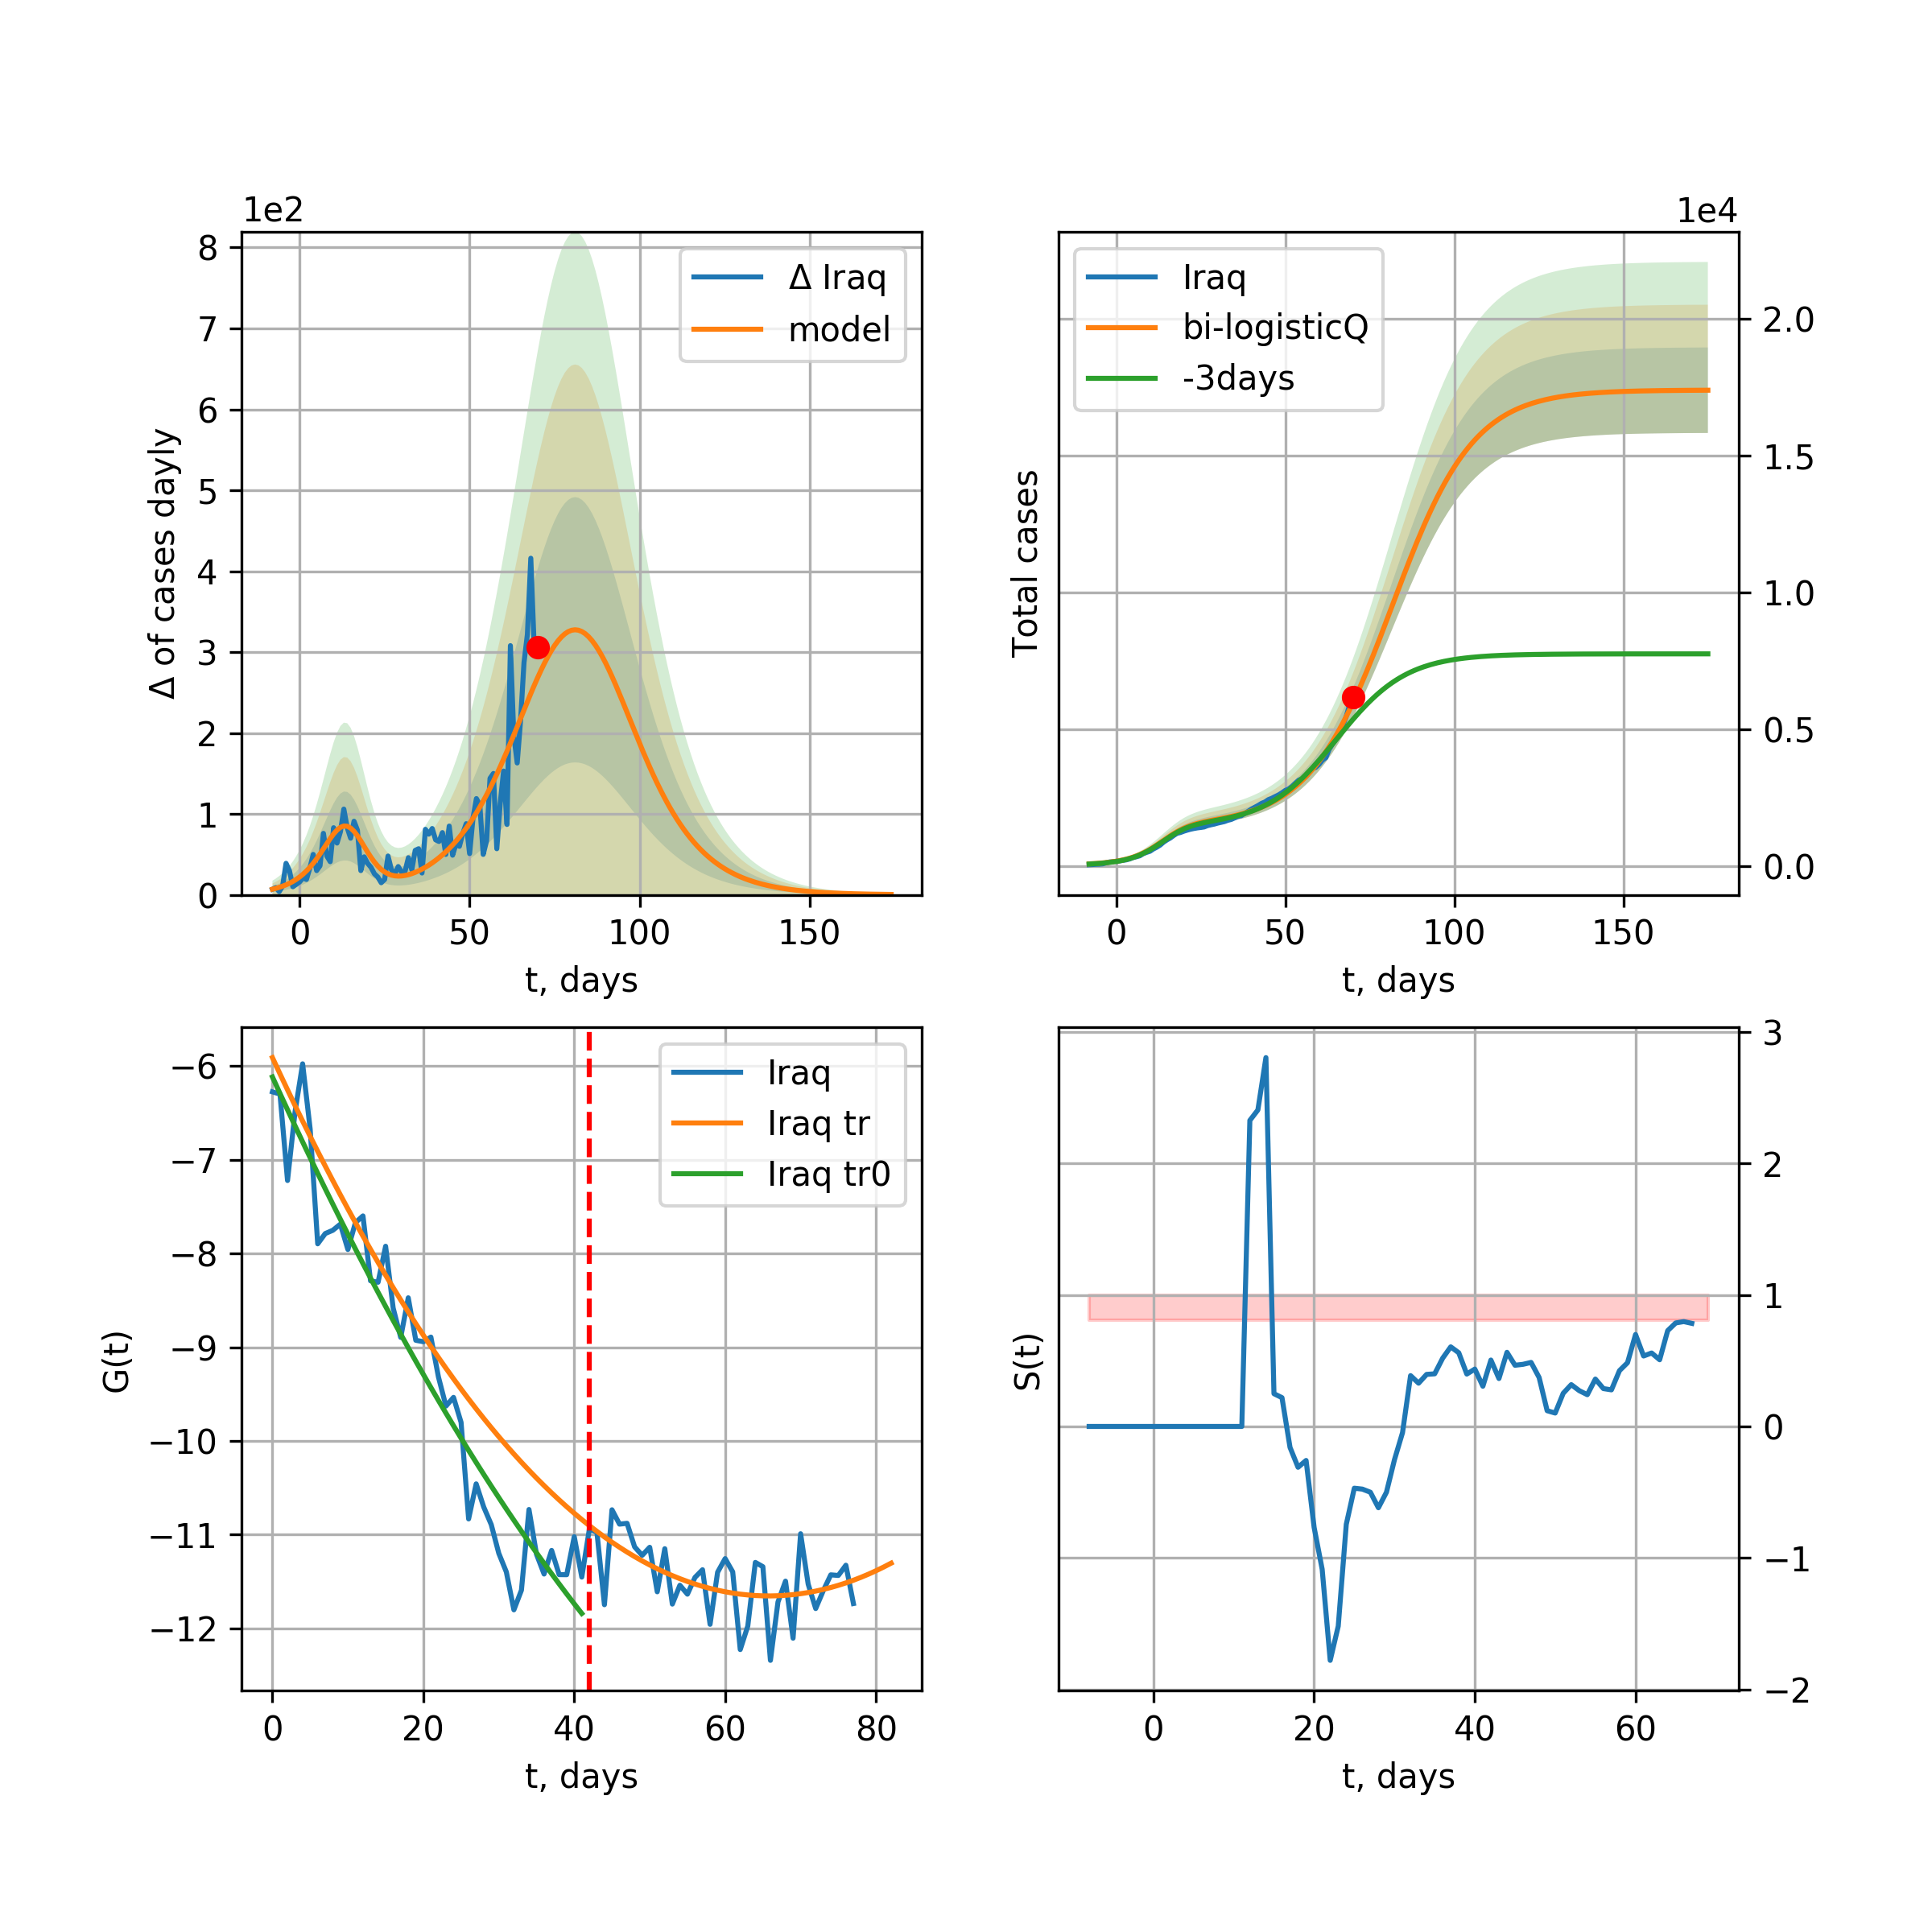 1e2
8
7
6
5
4
3
2
1
0
Δ of cases dayly
Δ Iraq
model
0 50 100 150
t, days
1e4
Iraq
bi-logisticQ
-3days
Total cases
2.0
1.5
1.0
0.5
0.0
0 50 100 150
t, days
−6
−7
−8
−9
−10
−11
−12
G(t)
Iraq
Iraq tr
Iraq tr0
0 20 40 60 80
t, days
S(t)
3
2
1
0
−1
−2
0 20 40 60
t, days